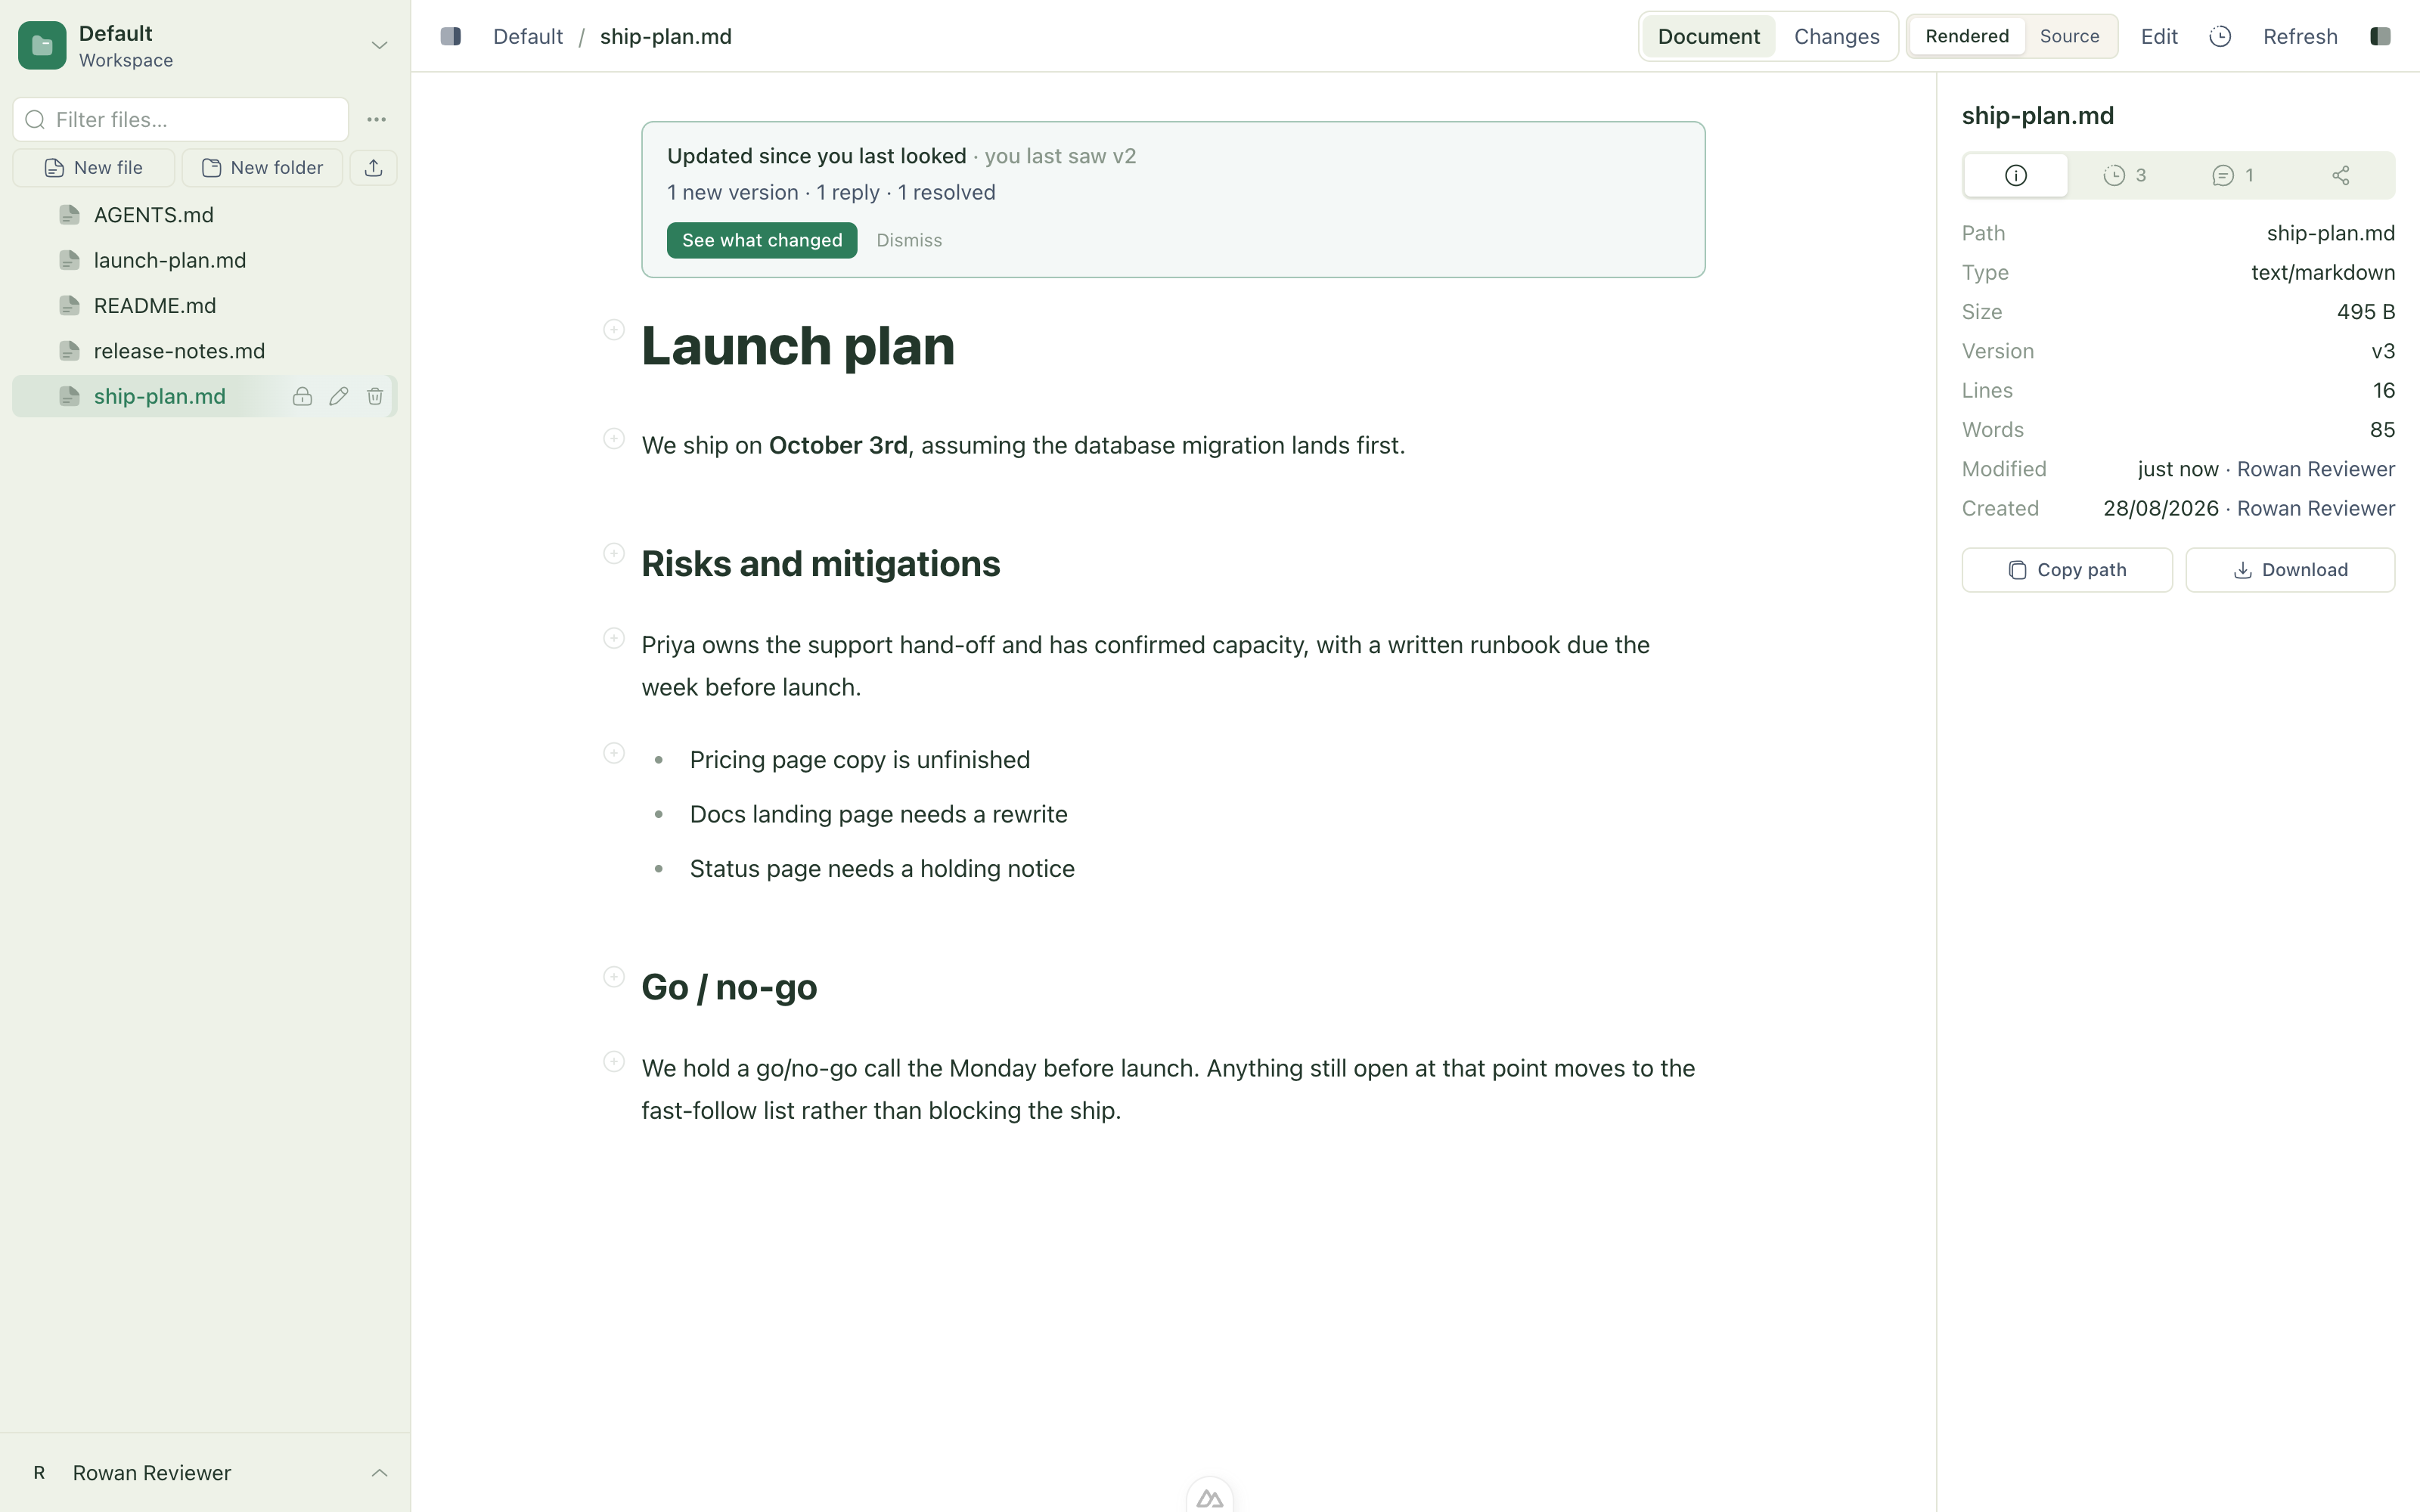 Default
Workspace
Filter files...
New file
New folder
AGENTS.md
launch-plan.md
README.md
release-notes.md
ship-plan.md
R
Rowan Reviewer
Default / ship-plan.md
Document
Changes
Rendered
Source
Edit
Refresh
Updated since you last looked · you last saw v2
1 new version · 1 reply · 1 resolved
See what changed
Dismiss
Launch plan
We ship on October 3rd, assuming the database migration lands first.
Risks and mitigations
Priya owns the support hand-off and has confirmed capacity, with a written runbook due the
week before launch.
Pricing page copy is unfinished
Docs landing page needs a rewrite
Status page needs a holding notice
Go / no-go
We hold a go/no-go call the Monday before launch. Anything still open at that point moves to the
fast-follow list rather than blocking the ship.
ship-plan.md
3
1
Path ship-plan.md
Type text/markdown
Size 495 B
Version v3
Lines 16
Words 85
Modified just now · Rowan Reviewer
Created 28/08/2026 · Rowan Reviewer
Copy path
Download